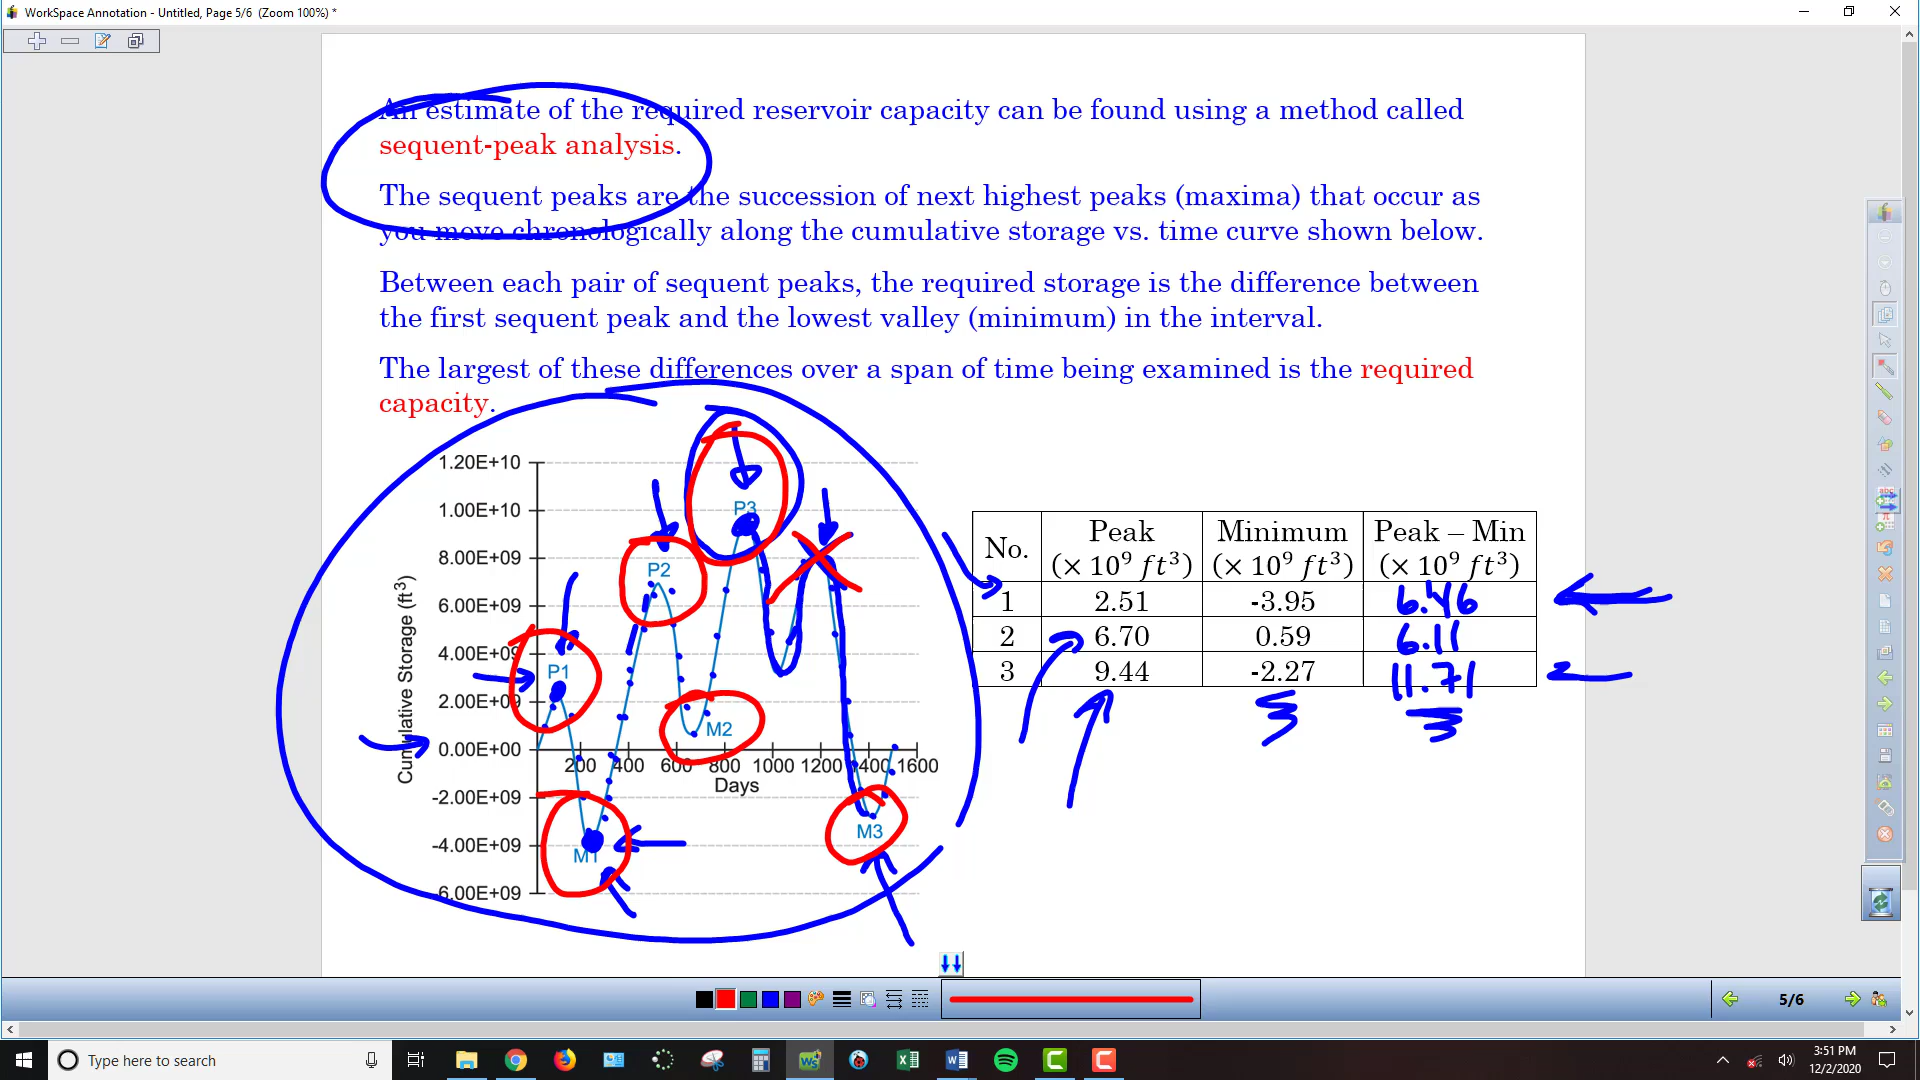 WorkSpace Annotation - Untitled, Page 5/6 (Zoom 100%) *
An estimate of the required reservoir capacity can be found using a method called
sequent-peak analysis.
The sequent peaks are the succession of next highest peaks (maxima) that occur as
you move chronologically along the cumulative storage vs. time curve shown below.
Between each pair of sequent peaks, the required storage is the difference between
the first sequent peak and the lowest valley (minimum) in the interval.
The largest of these differences over a span of time being examined is the required
capacity.
Cumulative Storage (ft³)
1.20E+10
1.00E+10
8.00E+09
6.00E+09
4.00E+09
2.00E+09
0.00E+00
-2.00E+09
-4.00E+09
6.00E+09
P1
P2
P3
M1
M2
M3
200 400 600 800 1000 1200 1400 1600
Days
No. Peak (× 10⁹ ft³) Minimum (× 10⁹ ft³) Peak – Min (× 10⁹ ft³)
1 2.51 -3.95 6.46
2 6.70 0.59 6.11
3 9.44 -2.27 11.71
5/6
Type here to search
3:51 PM
12/2/2020